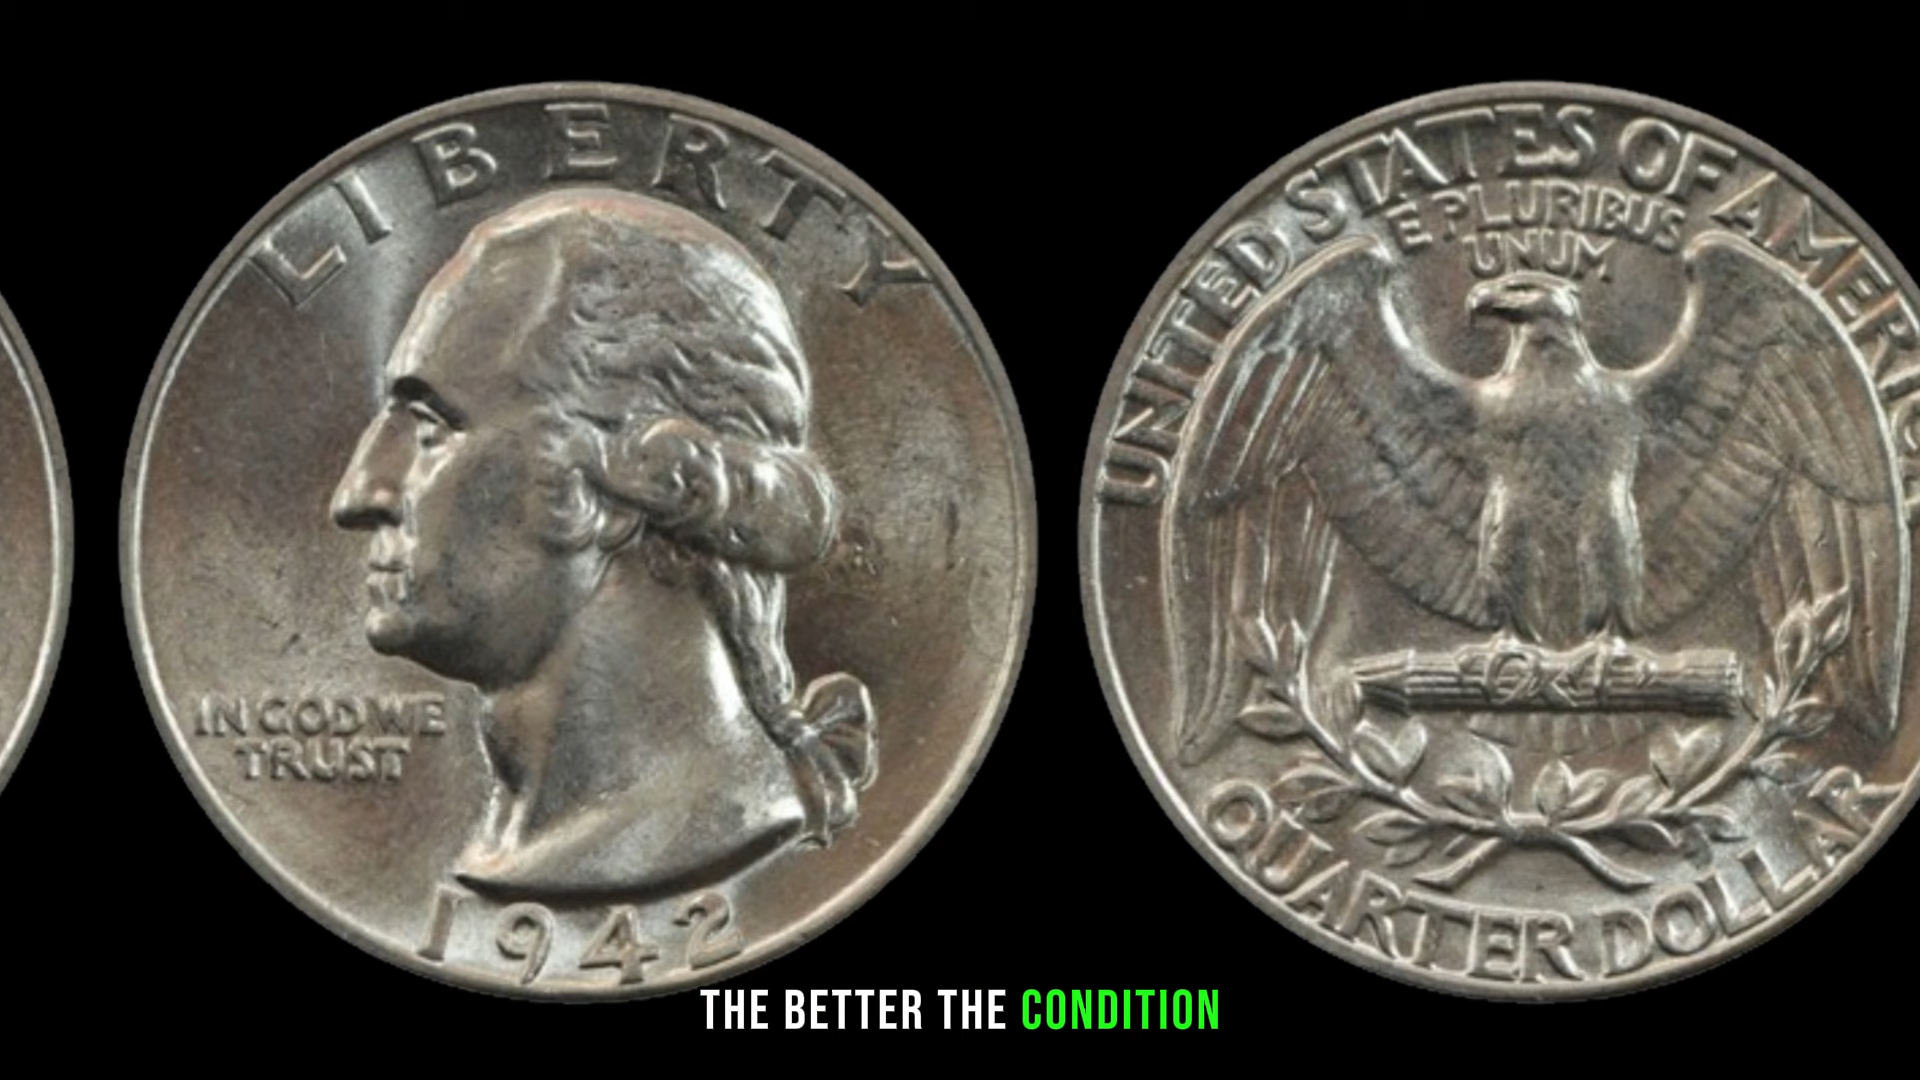 LIBERTY
IN GOD WE
TRUST
1942
UNITED STATES OF AMERICA
E PLURIBUS
UNUM
QUARTER DOLLAR
THE BETTER THE CONDITION